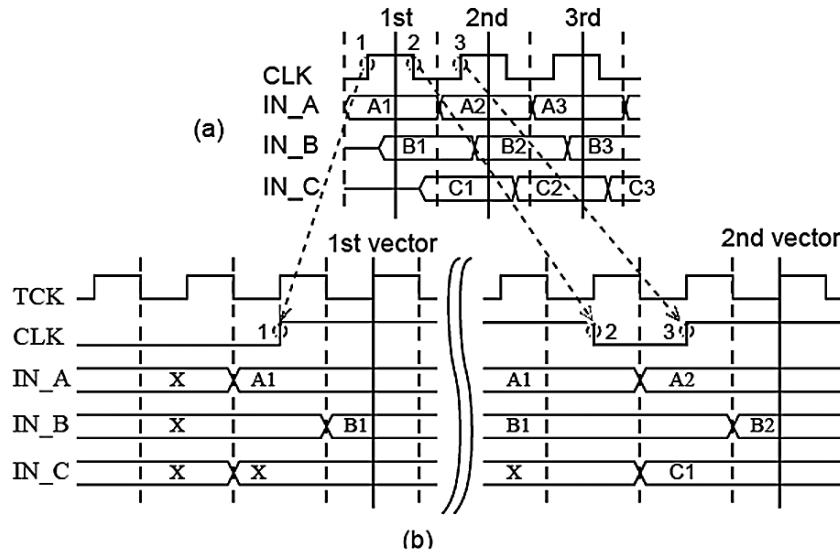 1st 2nd 3rd
1 2 3
CLK
IN_A A1 A2 A3
(a)
IN_B B1 B2 B3
IN_C C1 C2 C3
1st vector 2nd vector
TCK
CLK 1 2 3
IN_A X A1 A1 A2
IN_B X B1 B1 B2
IN_C X X X C1
(b)